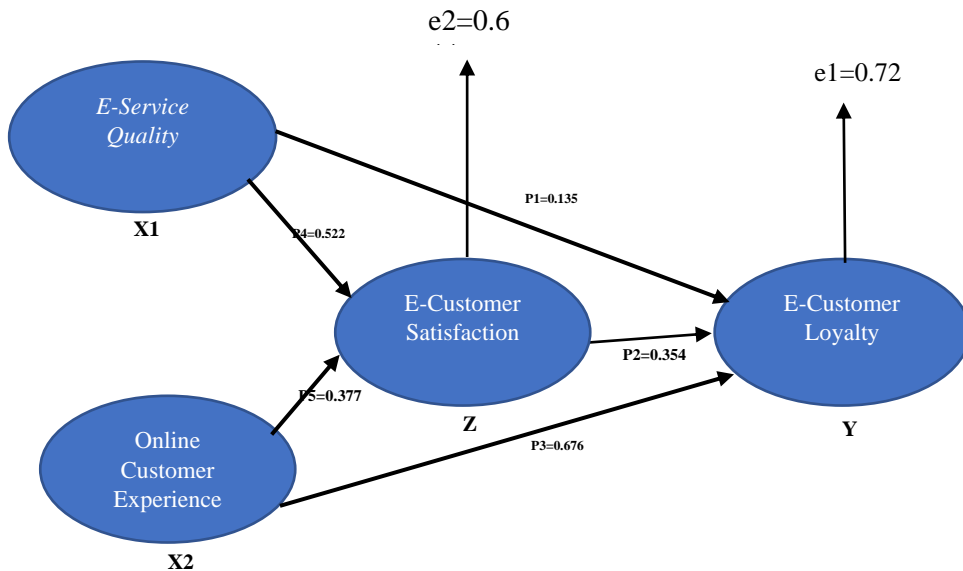 e2=0.6
e1=0.72
E-Service
Quality
X1
P1=0.135
P4=0.522
E-Customer
Satisfaction
Z
E-Customer
Loyalty
Y
P2=0.354
P5=0.377
P3=0.676
Online
Customer
Experience
X2